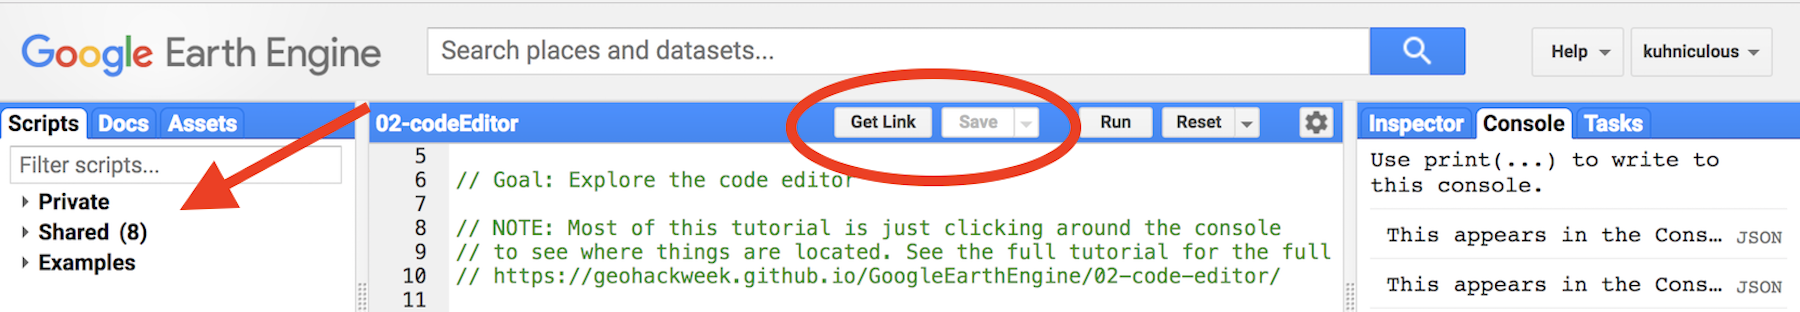 Google Earth Engine
Search places and datasets...
Help
kuhniculous
Scripts Docs Assets
Filter scripts...
Private
Shared (8)
Examples
02-codeEditor
Get Link Save Run Reset
5
6 // Goal: Explore the code editor
7
8 // NOTE: Most of this tutorial is just clicking around the console
9 // to see where things are located. See the full tutorial for the full
10 // https://geohackweek.github.io/GoogleEarthEngine/02-code-editor/
11
Inspector Console Tasks
Use print(...) to write to
this console.
This appears in the Cons... JSON
This appears in the Cons... JSON